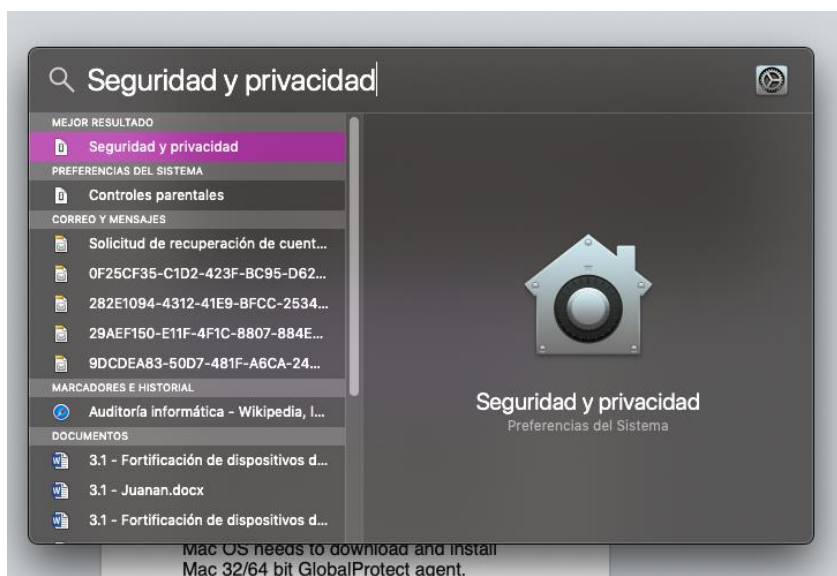 Seguridad y privacidad
MEJOR RESULTADO
Seguridad y privacidad
PREFERENCIAS DEL SISTEMA
Controles parentales
CORREO Y MENSAJES
Solicitud de recuperación de cuent...
0F25CF35-C1D2-423F-BC95-D62...
282E1094-4312-41E9-BFCC-2534...
29AEF150-E11F-4F1C-8807-884E...
9DCDEA83-50D7-481F-A6CA-24...
MARCADORES E HISTORIAL
Auditoría informática - Wikipedia, l...
DOCUMENTOS
3.1 - Fortificación de dispositivos d...
3.1 - Juanan.docx
3.1 - Fortificación de dispositivos d...
Seguridad y privacidad
Preferencias del Sistema
Mac OS needs to download and install
Mac 32/64 bit GlobalProtect agent.